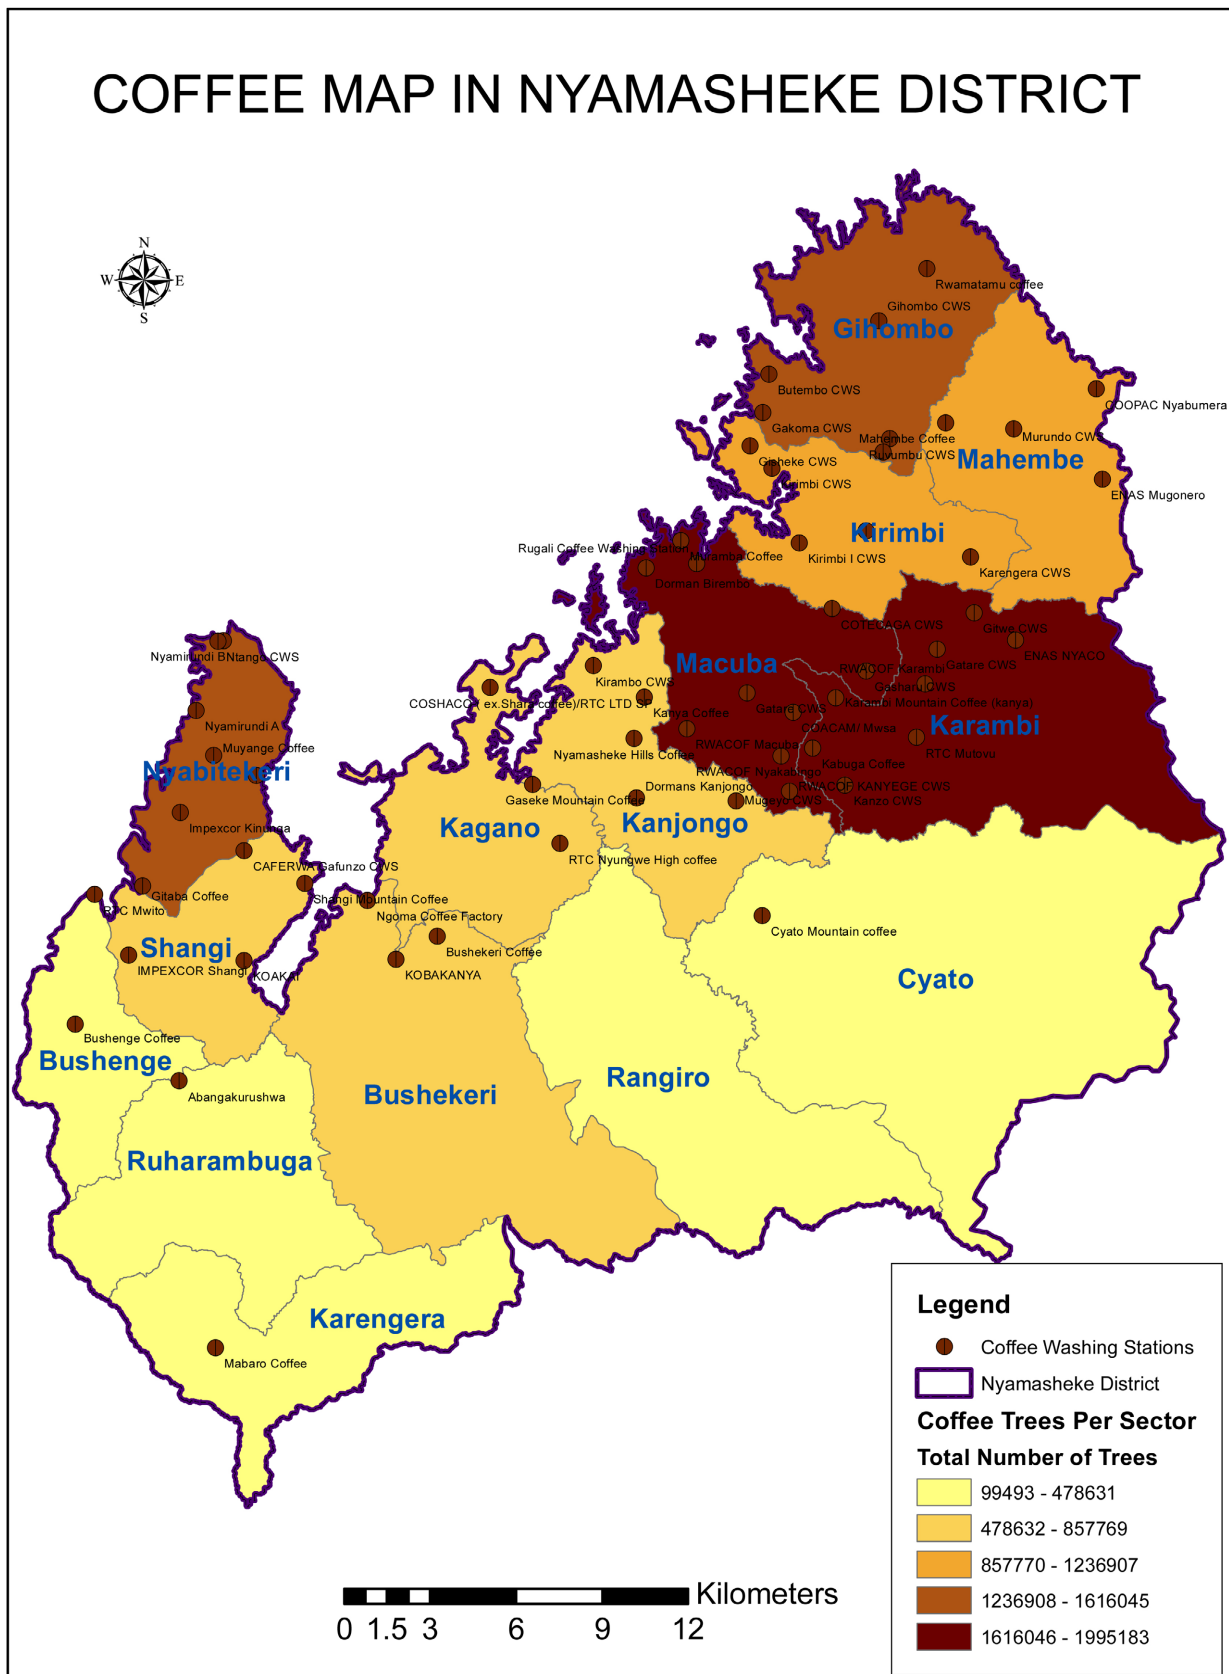 COFFEE MAP IN NYAMASHEKE DISTRICT
N
W
E
S
Rwamatamu coffee
Gihombo CWS
Gihombo
Butembo CWS
COOPAC Nyabumera
Gakoma CWS
Mahembe Coffee
Murundo CWS
Ruvumbu CWS
Mahembe
Gisheke CWS
Kirimbi CWS
ENAS Mugonero
Kirimbi
Rugali Coffee Washing Station
Muramba Coffee
Kirimbi I CWS
Karengera CWS
Dormari Birembo
COTECAGA CWS
Gitwe CWS
ENAS NYACO
Nyamirundi B
Ntango CWS
Macuba
RWACOF Karambi
Gatare CWS
Kirambo CWS
Gasharu CWS
COSHACO ( ex.Shara coffee)/RTC LTD SP
Kanya Coffee
Gatare CWS
Karambi Mountain Coffee (kanya)
Nyamirundi A
COACAM/ Mwsa
Karambi
Muyange Coffee
Nyamasheke Hills Coffee
RWACOF Macuba
RTC Mutovu
Nyabitekeri
RWACOF Nyakabingo
Kabuga Coffee
Dormans Kanjongo
RWACOF KANYEGE CWS
Gaseke Mountain Coffee
Mugeyo CWS
Kanzo CWS
Impexcor Kinunga
Kagano
Kanjongo
CAFERWA Gafunzo CWS
RTC Nyungwe High coffee
Gitaba Coffee
Shangi Mountain Coffee
RTC Mwito
Ngoma Coffee Factory
Cyato Mountain coffee
Shangi
Bushekeri Coffee
IMPEXCOR Shangi
KOAKAI
KOBAKANYA
Cyato
Bushenge Coffee
Bushenge
Rangiro
Abangakurushwa
Bushekeri
Ruharambuga
Karengera
Mabaro Coffee
Legend
Coffee Washing Stations
Nyamasheke District
Coffee Trees Per Sector
Total Number of Trees
99493 - 478631
478632 - 857769
857770 - 1236907
1236908 - 1616045
1616046 - 1995183
Kilometers
0 1.5 3 6 9 12